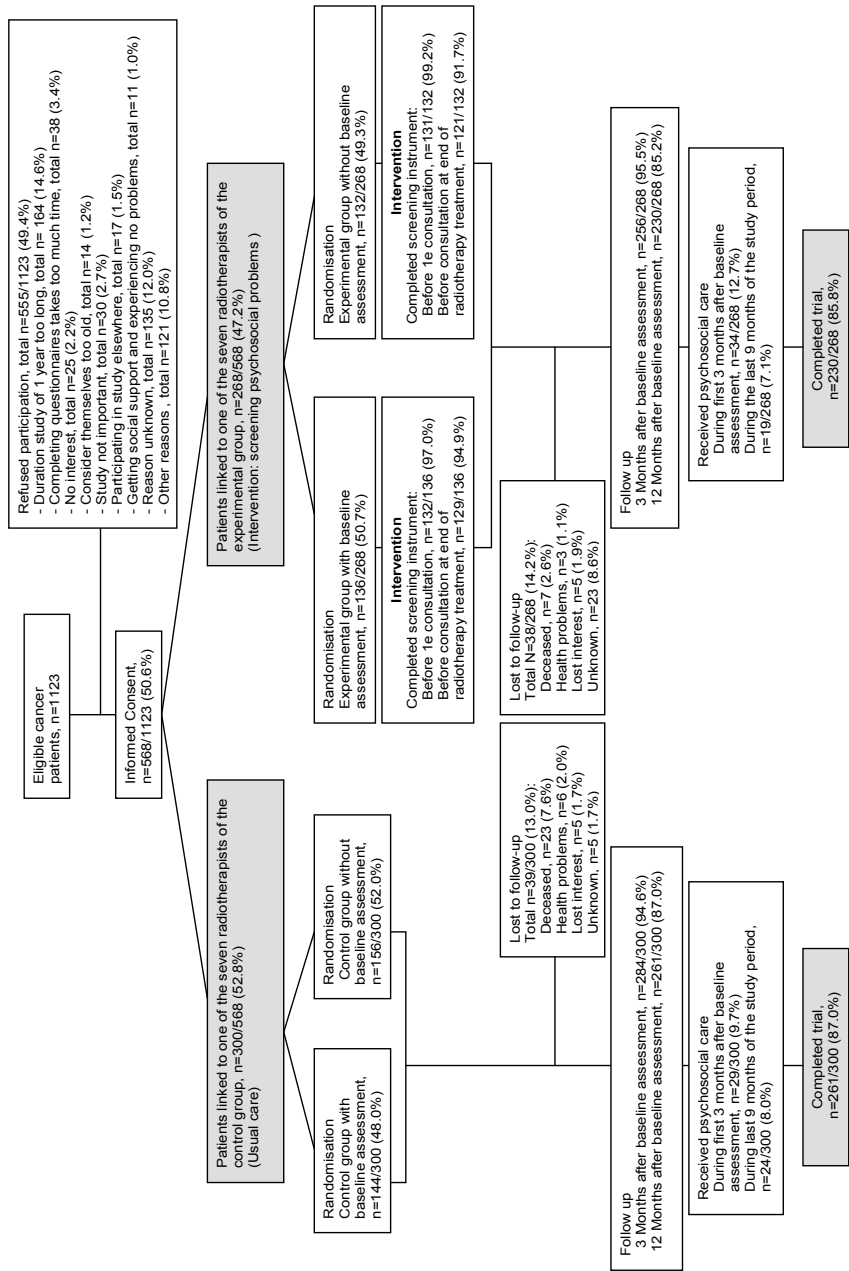 Eligible cancer
patients, n=1123
Refused participation, total n=555/1123 (49.4%)
- Duration study of 1 year too long, total n= 164 (14.6%)
- Completing questionnaires takes too much time, total n=38 (3.4%)
- No interest, total n=25 (2.2%)
- Consider themselves too old, total n=14 (1.2%)
- Study not important, total n=30 (2.7%)
- Participating in study elsewhere, total n=17 (1.5%)
- Getting social support and experiencing no problems, total n=11 (1.0%)
- Reason unknown, total n=135 (12.0%)
- Other reasons , total n=121 (10.8%)
Informed Consent,
n=568/1123 (50.6%)
Patients linked to one of the seven radiotherapists of the
control group, n=300/568 (52.8%)
(Usual care)
Patients linked to one of the seven radiotherapists of the
experimental group, n=268/568 (47.2%)
(Intervention: screening psychosocial problems )
Randomisation
Control group with
baseline assessment,
n=144/300 (48.0%)
Randomisation
Control group without
baseline assessment,
n=156/300 (52.0%)
Randomisation
Experimental group with baseline
assessment, n=136/268 (50.7%)
Randomisation
Experimental group without baseline
assessment, n=132/268 (49.3%)
Intervention
Completed screening instrument:
Before 1e consultation, n=132/136 (97.0%)
Before consultation at end of
radiotherapy treatment, n=129/136 (94.9%)
Intervention
Completed screening instrument:
Before 1e consultation, n=131/132 (99.2%)
Before consultation at end of
radiotherapy treatment, n=121/132 (91.7%)
Lost to follow-up
Total n=39/300 (13.0%):
Deceased, n=23 (7.6%)
Health problems, n=6 (2.0%)
Lost interest, n=5 (1.7%)
Unknown, n=5 (1.7%)
Lost to follow-up
Total N=38/268 (14.2%):
Deceased, n=7 (2.6%)
Health problems, n=3 (1.1%)
Lost interest, n=5 (1.9%)
Unknown, n=23 (8.6%)
Follow up
3 Months after baseline assessment, n=284/300 (94.6%)
12 Months after baseline assessment, n=261/300 (87.0%)
Follow up
3 Months after baseline assessment, n=256/268 (95.5%)
12 Months after baseline assessment, n=230/268 (85.2%)
Received psychosocial care
During first 3 months after baseline
assessment, n=29/300 (9.7%)
During last 9 months of the study period,
n=24/300 (8.0%)
Received psychosocial care
During first 3 months after baseline
assessment, n=34/268 (12.7%)
During the last 9 months of the study period,
n=19/268 (7.1%)
Completed trial,
n=261/300 (87.0%)
Completed trial,
n=230/268 (85.8%)